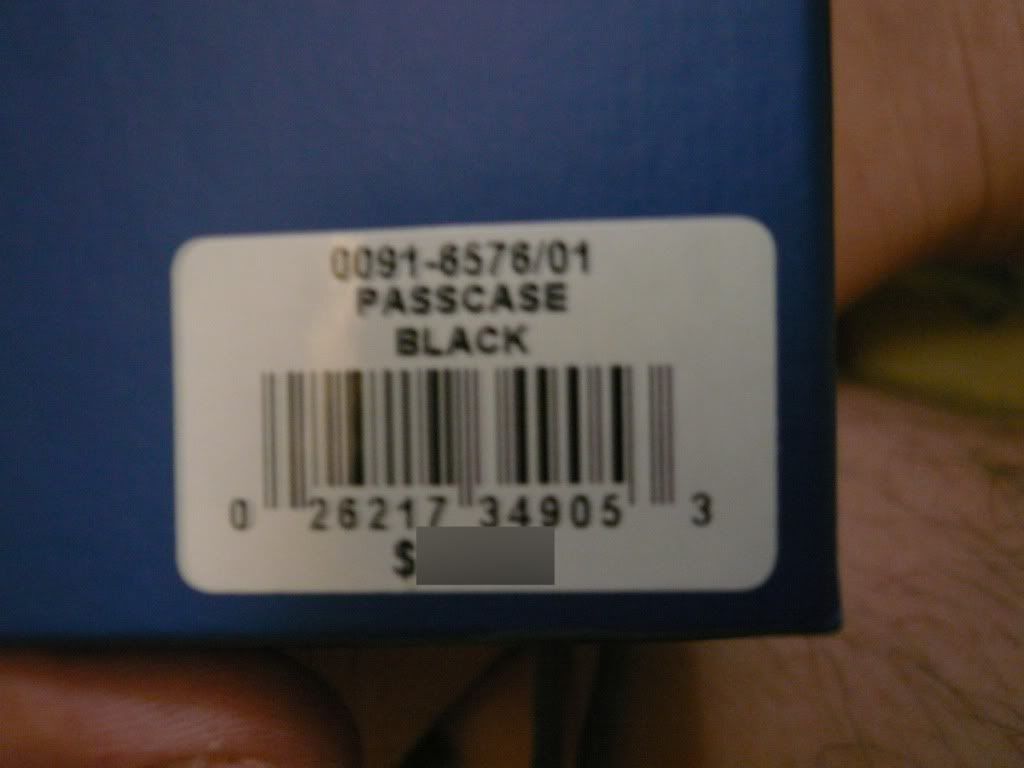 0091-6576/01
PASSCASE
BLACK
0 26217 34905 3
$